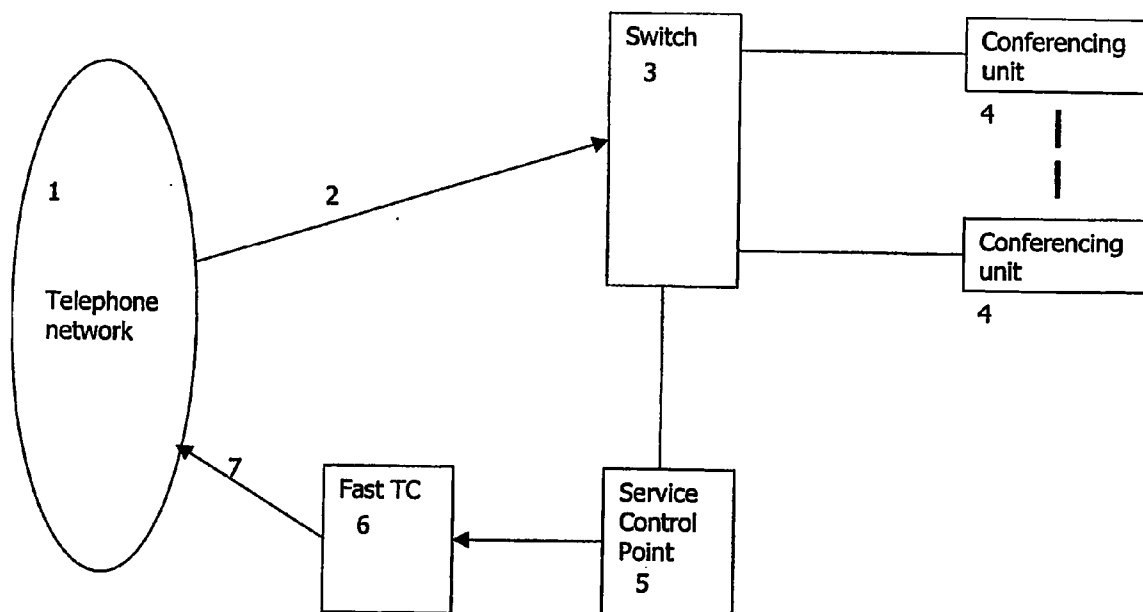 Switch
3
Conferencing
unit
4
1
2
Conferencing
unit
4
Telephone
network
7
Fast TC
6
Service
Control
Point
5